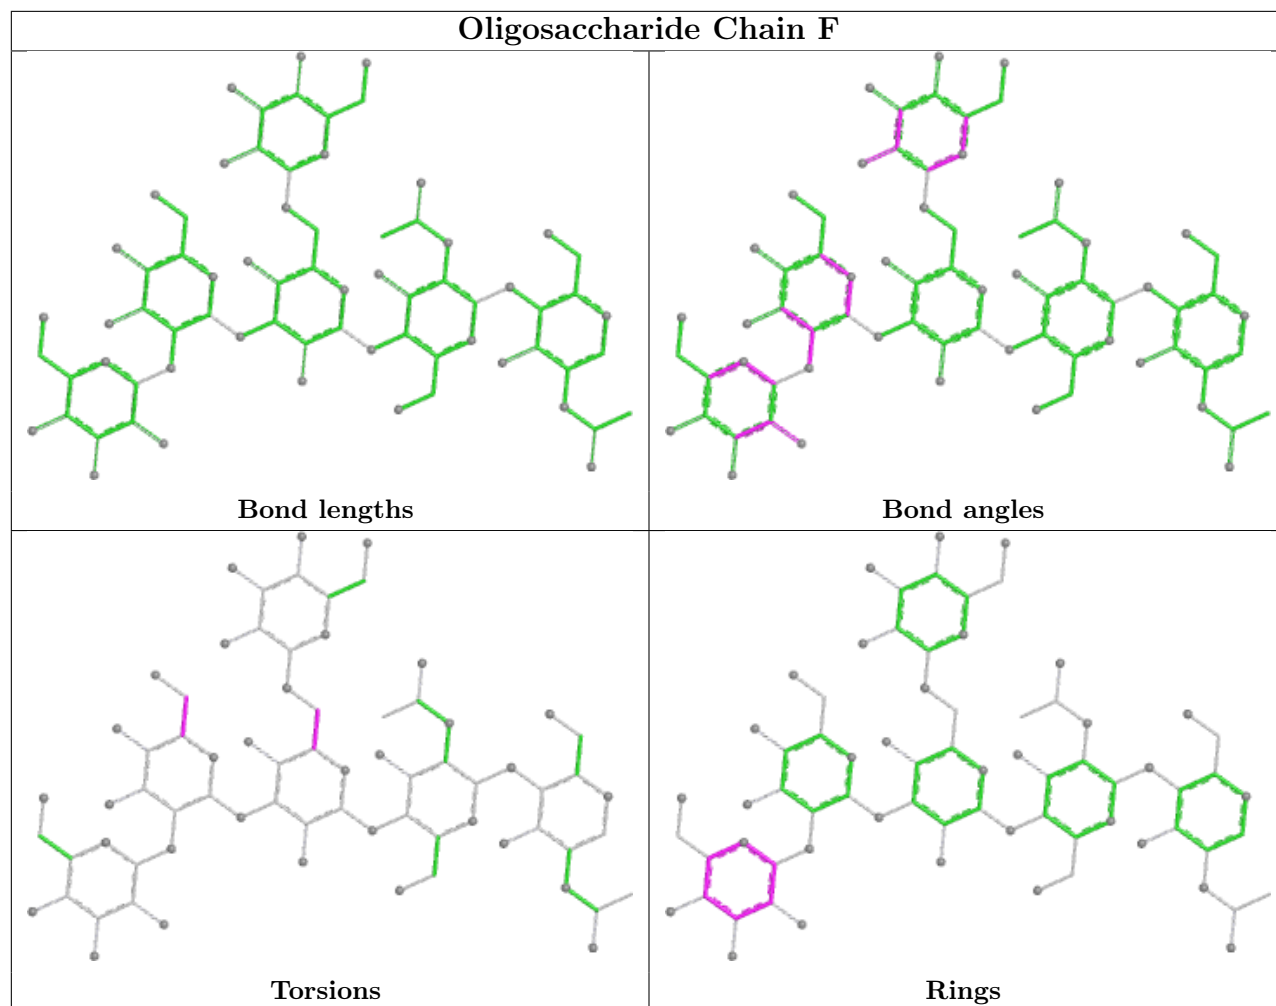 Oligosaccharide Chain F
Bond lengths
Bond angles
Torsions
Rings